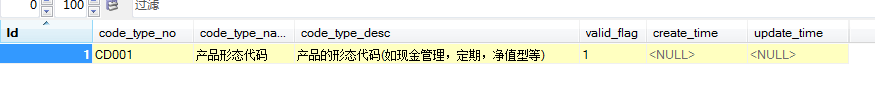 0 100 过滤
Id code_type_no code_type_na... code_type_desc valid_flag create_time update_time
1 CD001 产品形态代码 产品的形态代码(如现金管理，定期，净值型等) 1 <NULL> <NULL>